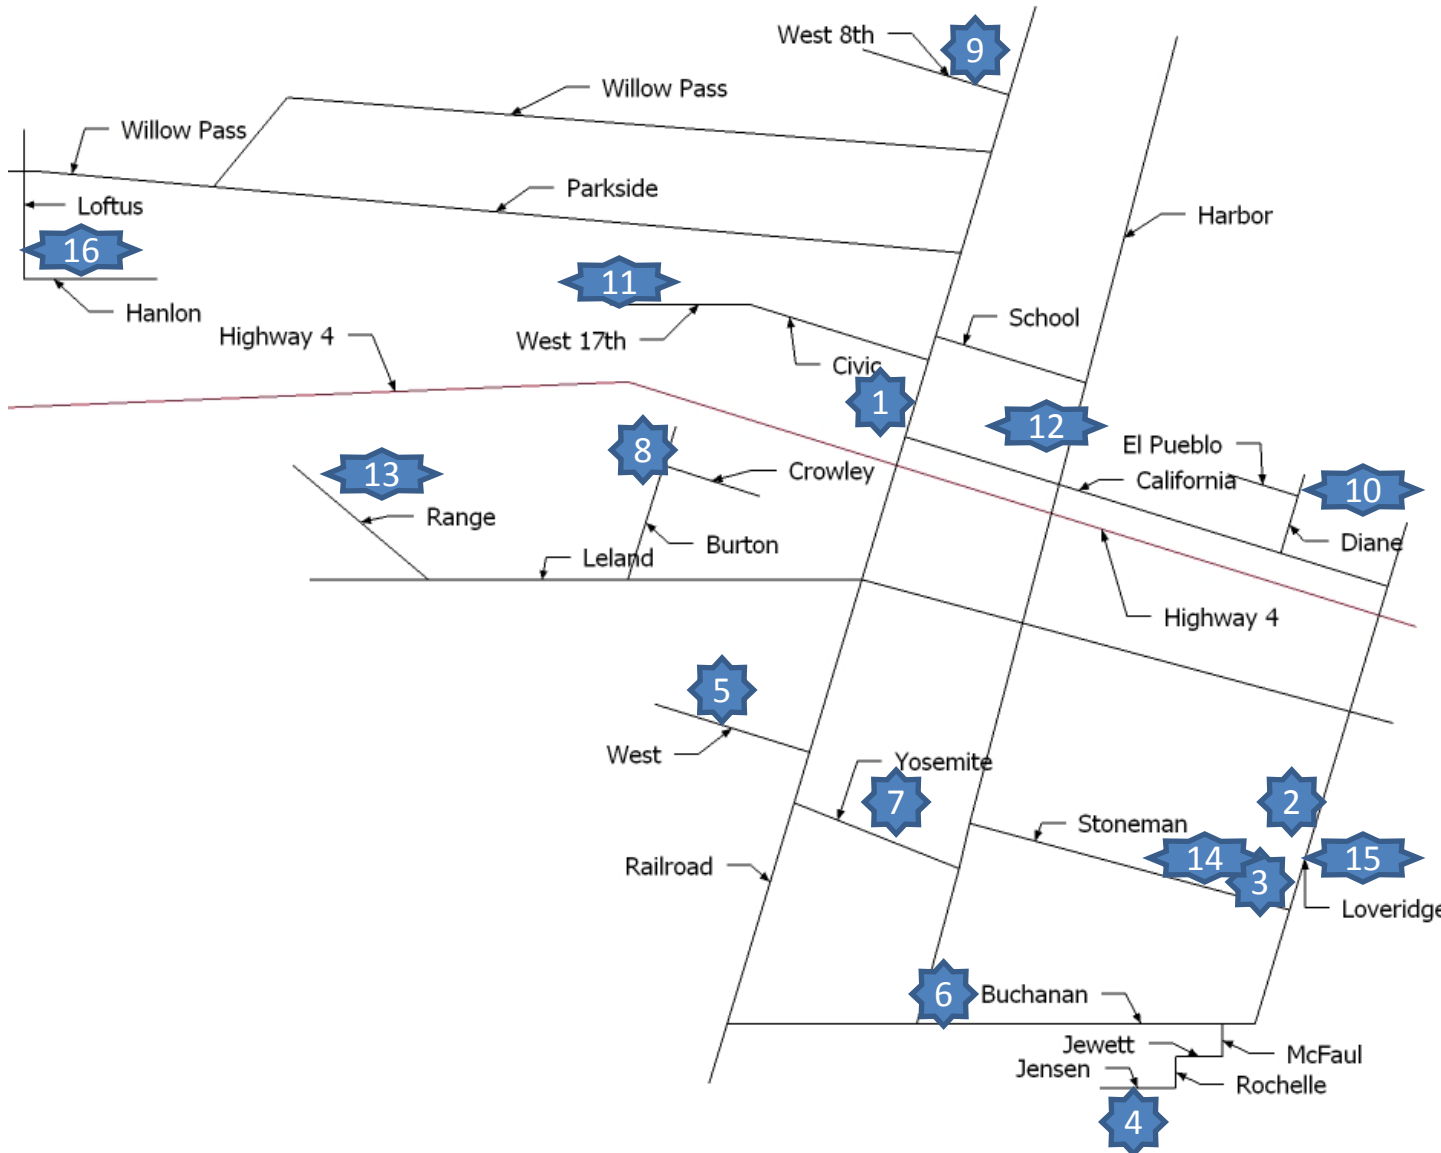 West 8th
9
Willow Pass
Willow Pass
Parkside
Loftus
Harbor
16
11
Hanlon
School
Highway 4
West 17th
Civic
1
12
El Pueblo
8
13
Crowley
California
10
Range
Burton
Diane
Leland
Highway 4
5
West
Yosemite
7
2
Stoneman
14
15
3
Railroad
Loveridge
6
Buchanan
Jewett
McFaul
Jensen
Rochelle
4